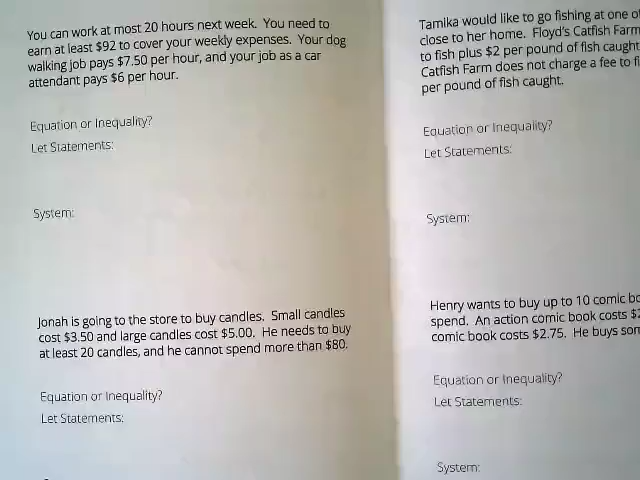 You can work at most 20 hours next week. You need to
earn at least $92 to cover your weekly expenses. Your dog
walking job pays $7.50 per hour, and your job as a car
attendant pays $6 per hour.
Equation or Inequality?
Let Statements:
System:
Jonah is going to the store to buy candles. Small candles
cost $3.50 and large candles cost $5.00. He needs to buy
at least 20 candles, and he cannot spend more than $80.
Equation or Inequality?
Let Statements:
Tamika would like to go fishing at one
close to her home. Floyd's Catfish Farm
to fish plus $2 per pound of fish caught
Catfish Farm does not charge a fee to
per pound of fish caught.
Equation or Inequality?
Let Statements:
System:
Henry wants to buy up to 10 comic
spend. An action comic book costs
comic book costs $2.75. He buys
Equation or Inequality?
Let Statements:
System: